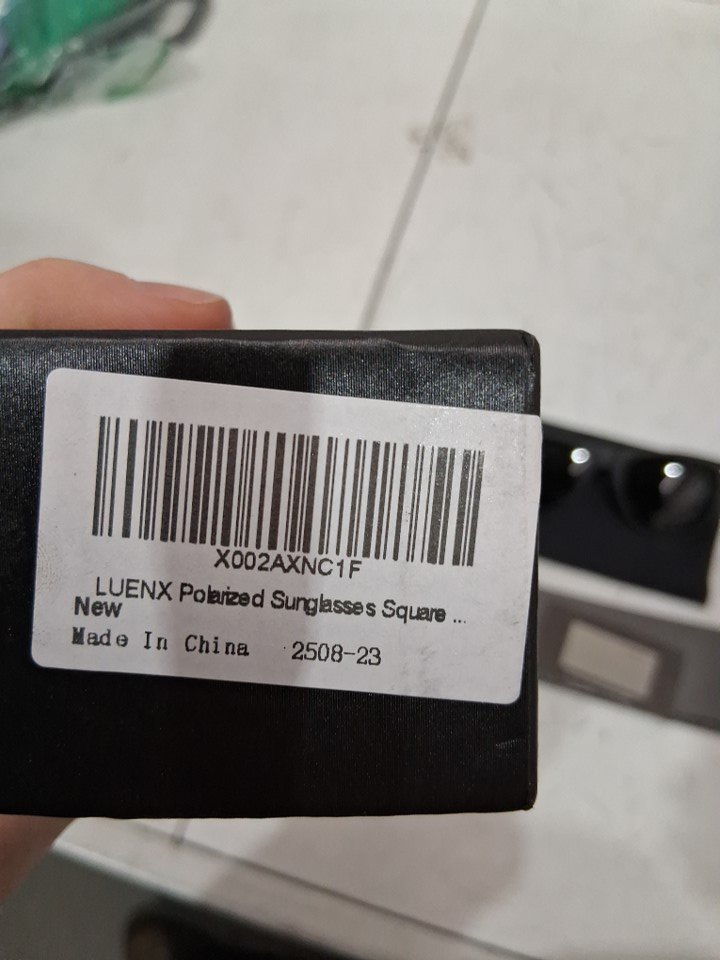 X002AXNC1F
LUENX Polarized Sunglasses Square ...
New
Made In China 2508-23